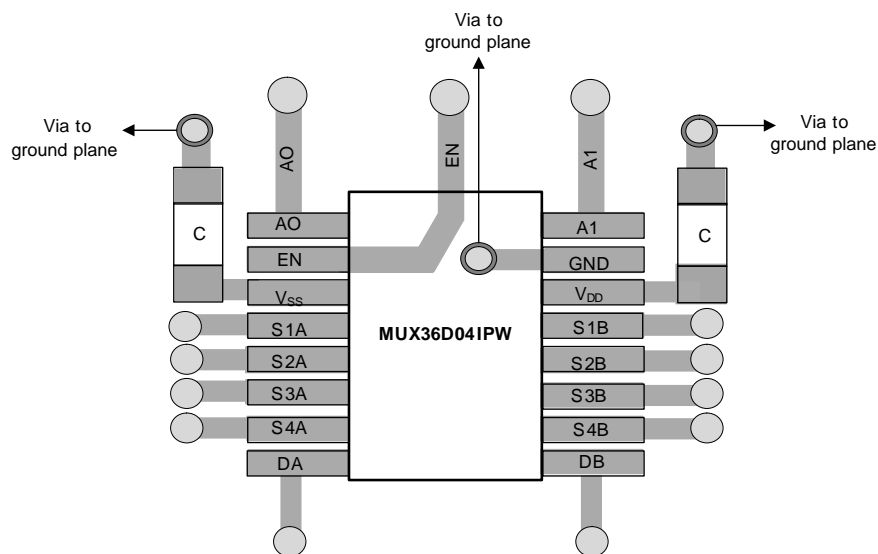 Via to
ground plane
Via to
ground plane
Via to
ground plane
AO
EN
A1
C
C
AO
EN
VSS
S1A
S2A
S3A
S4A
DA
MUX36D04IPW
A1
GND
VDD
S1B
S2B
S3B
S4B
DB